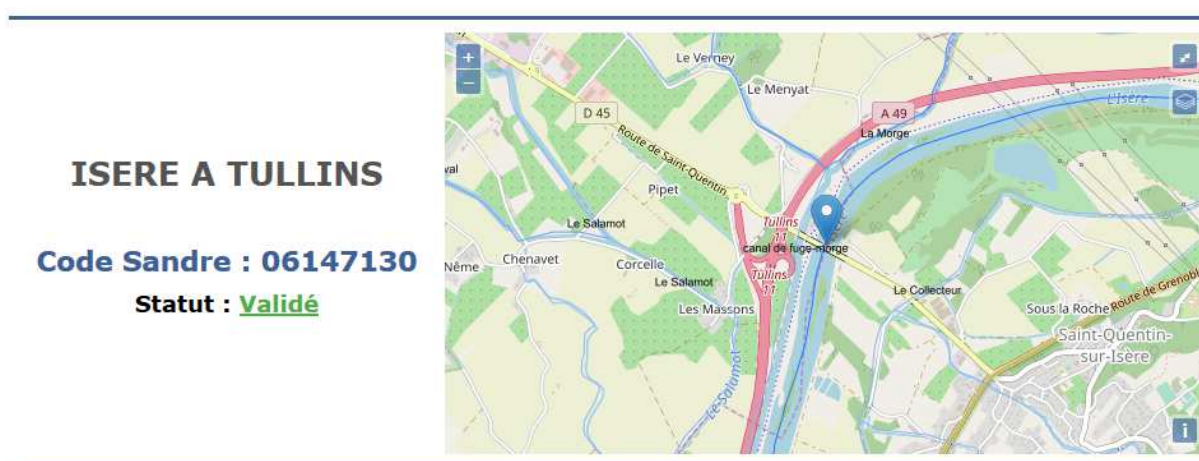 ISERE A TULLINS
Code Sandre : 06147130
Statut : Validé
+
−
Le Verney
Le Menyat
D 45
A 49
L'Isère
La Morge
Route de Saint-Quentin
Pipet
Le Salamot
Tullins
11
canal de fuge-morge
Chenavet
Corcelle
Tullins
11
Nême
Le Salamot
Le Collecteur
Les Massons
Sous la Roche
Route de Grenobl
Saint-Quentin-
sur-Isère
Le Salamot
i